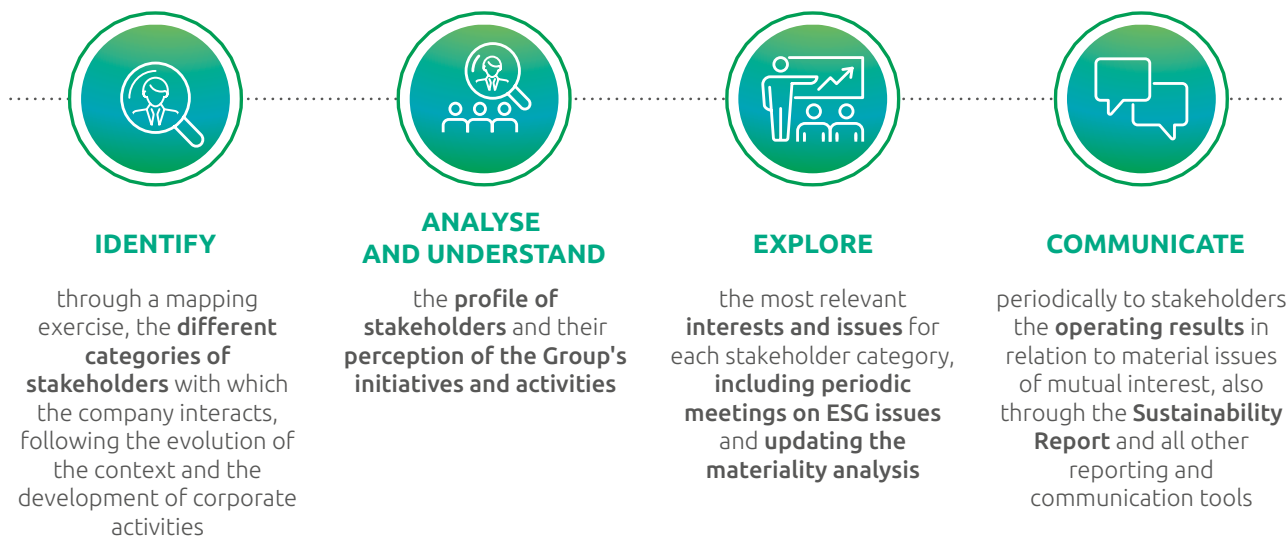 IDENTIFY
through a mapping
exercise, the different
categories of
stakeholders with which
the company interacts,
following the evolution of
the context and the
development of corporate
activities
ANALYSE
AND UNDERSTAND
the profile of
stakeholders and their
perception of the Group's
initiatives and activities
EXPLORE
the most relevant
interests and issues for
each stakeholder category,
including periodic
meetings on ESG issues
and updating the
materiality analysis
COMMUNICATE
periodically to stakeholders
the operating results in
relation to material issues
of mutual interest, also
through the Sustainability
Report and all other
reporting and
communication tools